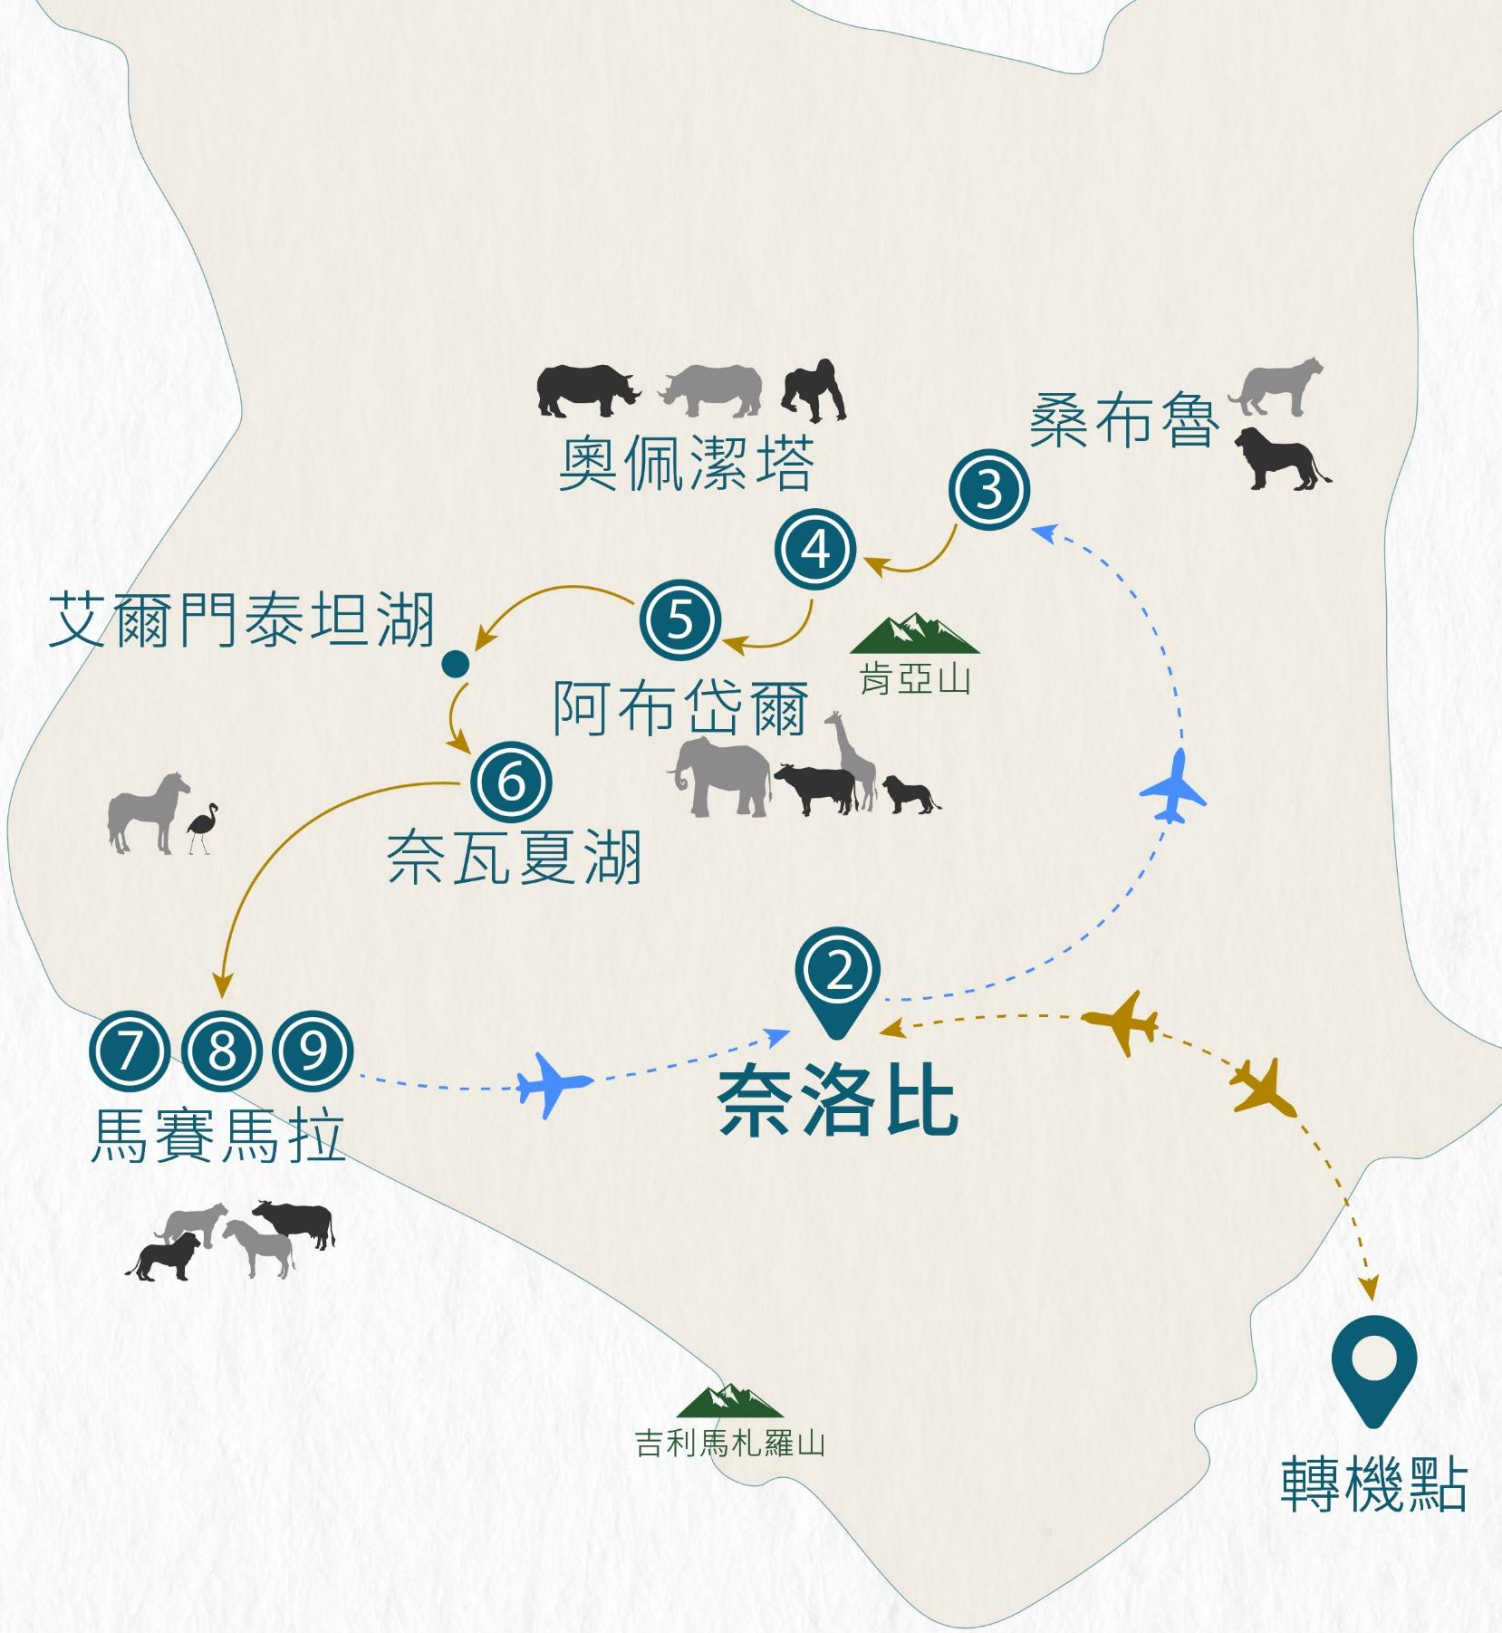 桑布魯
奧佩潔塔
3
4
艾爾門泰坦湖
5
肯亞山
阿布岱爾
6
奈瓦夏湖
2
7 8 9
奈洛比
馬賽馬拉
吉利馬札羅山
轉機點